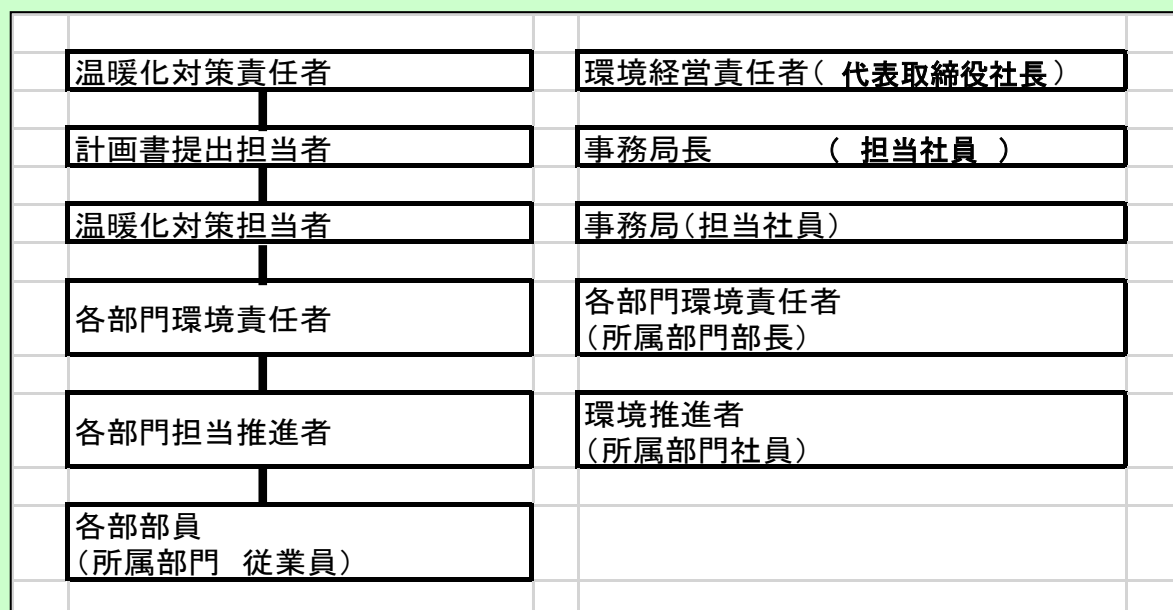 温暖化対策責任者
環境経営責任者( 代表取締役社長)
計画書提出担当者
事務局長 ( 担当社員 )
温暖化対策担当者
事務局(担当社員)
各部門環境責任者
各部門環境責任者
(所属部門部長)
各部門担当推進者
環境推進者
(所属部門社員)
各部部員
(所属部門 従業員)